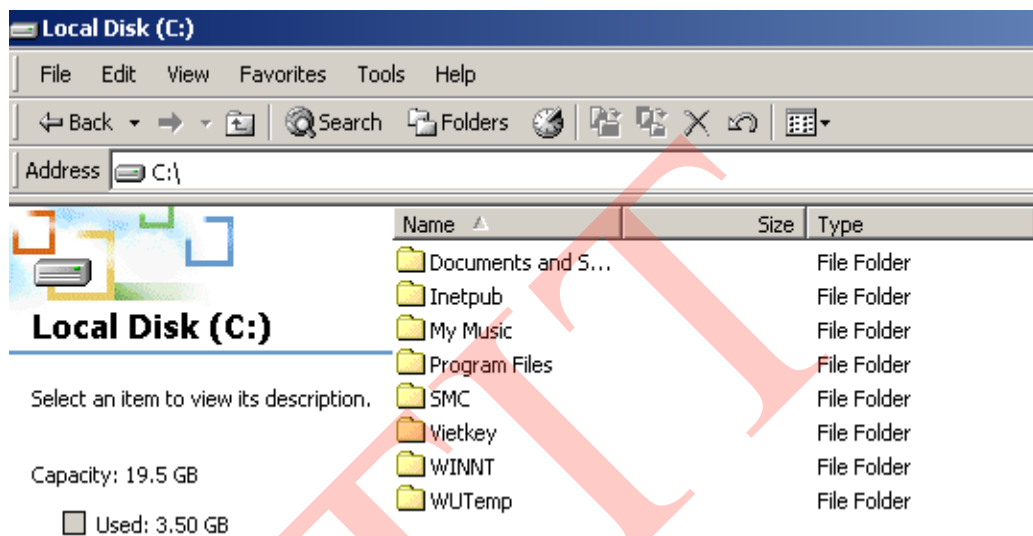 Local Disk (C:)
File Edit View Favorites Tools Help
Back Search Folders
Address C:\
Name Size Type
Documents and S... File Folder
Inetpub File Folder
My Music File Folder
Program Files File Folder
SMC File Folder
Vietkey File Folder
WINNT File Folder
WUTemp File Folder
Local Disk (C:)
Select an item to view its description.
Capacity: 19.5 GB
Used: 3.50 GB